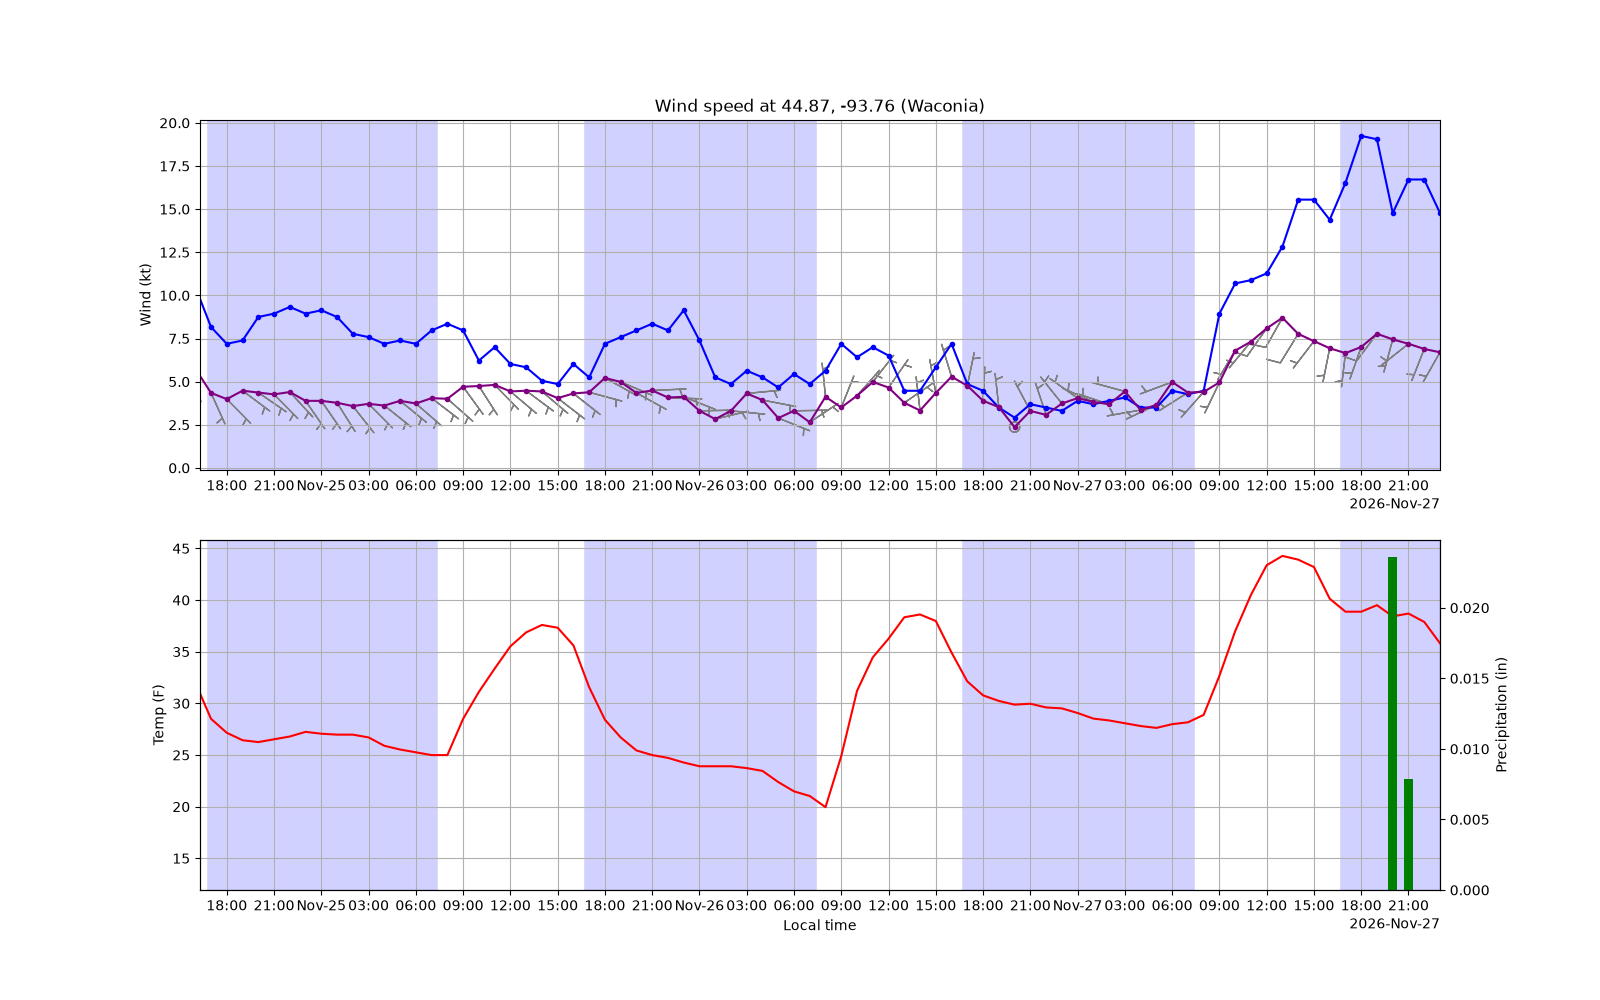 Wind speed at 44.87, -93.76 (Waconia)
20.0
17.5
15.0
12.5
10.0
7.5
5.0
2.5
0.0
Wind (kt)
18:00 21:00 Nov-25 03:00 06:00 09:00 12:00 15:00 18:00 21:00 Nov-26 03:00 06:00 09:00 12:00 15:00 18:00 21:00 Nov-27 03:00 06:00 09:00 12:00 15:00 18:00 21:00
2026-Nov-27
45
40
35
30
25
20
15
Temp (F)
0.020
0.015
0.010
0.005
0.000
Precipitation (in)
18:00 21:00 Nov-25 03:00 06:00 09:00 12:00 15:00 18:00 21:00 Nov-26 03:00 06:00 09:00 12:00 15:00 18:00 21:00 Nov-27 03:00 06:00 09:00 12:00 15:00 18:00 21:00
Local time
2026-Nov-27